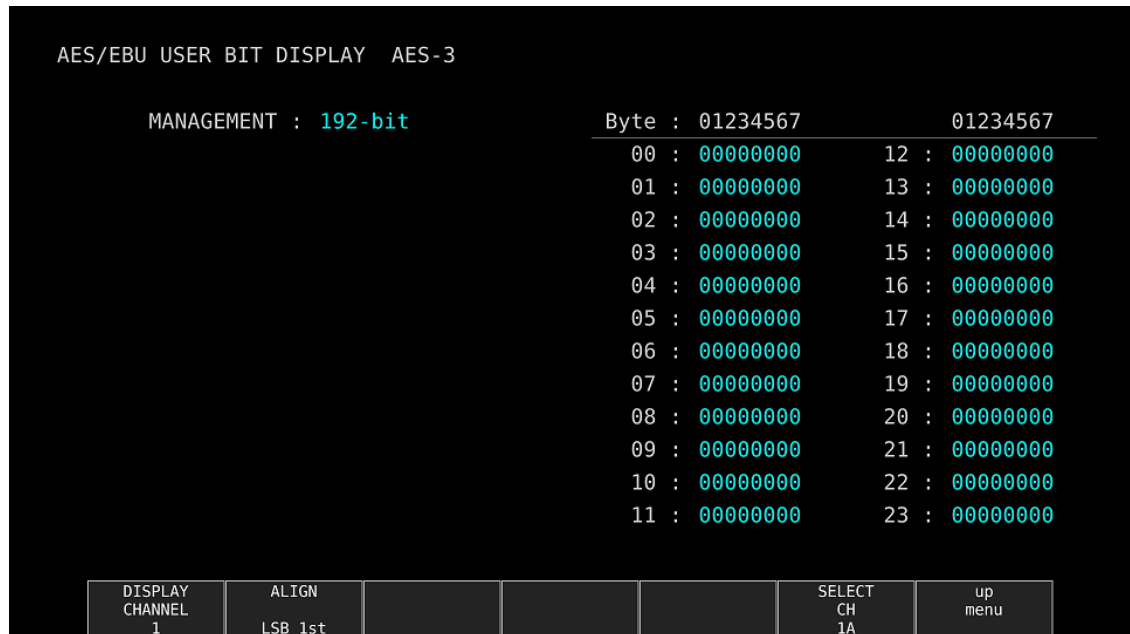 AES/EBU USER BIT DISPLAY AES-3
MANAGEMENT : 192-bit
Byte : 01234567 01234567
00 : 00000000 12 : 00000000
01 : 00000000 13 : 00000000
02 : 00000000 14 : 00000000
03 : 00000000 15 : 00000000
04 : 00000000 16 : 00000000
05 : 00000000 17 : 00000000
06 : 00000000 18 : 00000000
07 : 00000000 19 : 00000000
08 : 00000000 20 : 00000000
09 : 00000000 21 : 00000000
10 : 00000000 22 : 00000000
11 : 00000000 23 : 00000000
DISPLAY
CHANNEL
1
ALIGN
LSB 1st
SELECT
CH
1A
up
menu